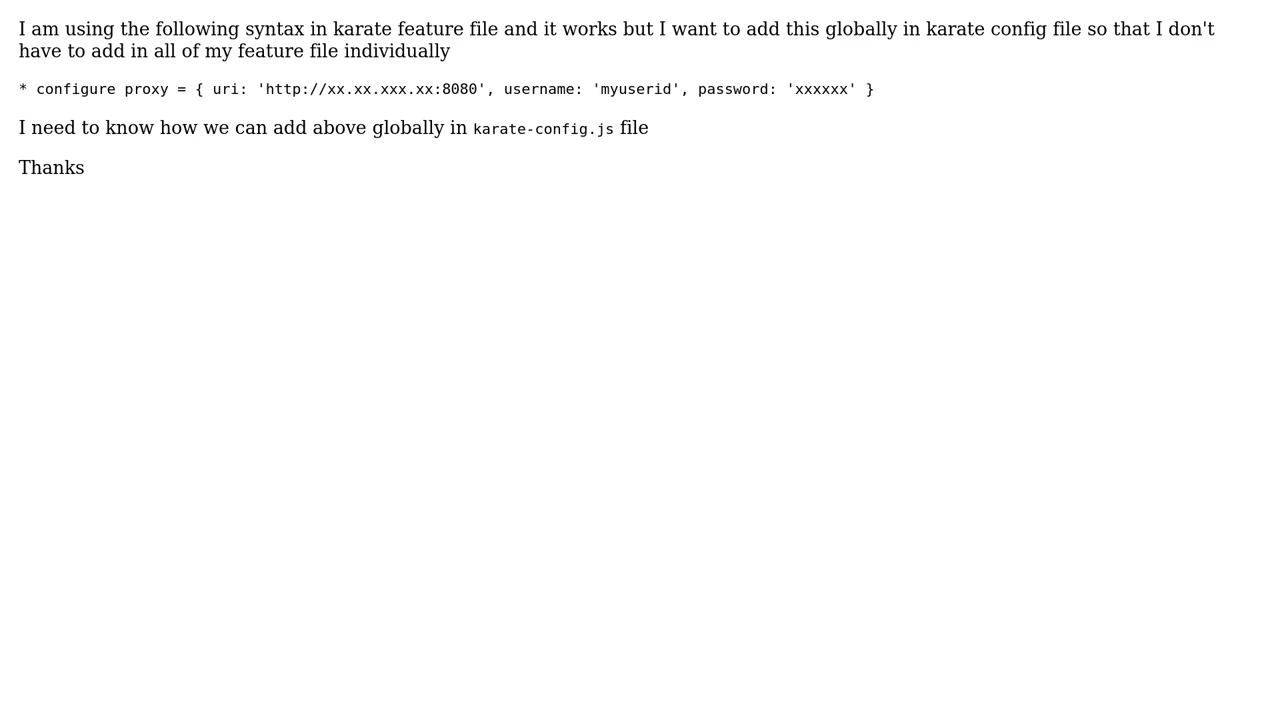 I am using the following syntax in karate feature file and it works but I want to add this globally in karate config file so that I don't
have to add in all of my feature file individually
* configure proxy = { uri: 'http://xx.xx.xxx.xx:8080', username: 'myuserid', password: 'xxxxxx' }
I need to know how we can add above globally in karate-config.js file
Thanks